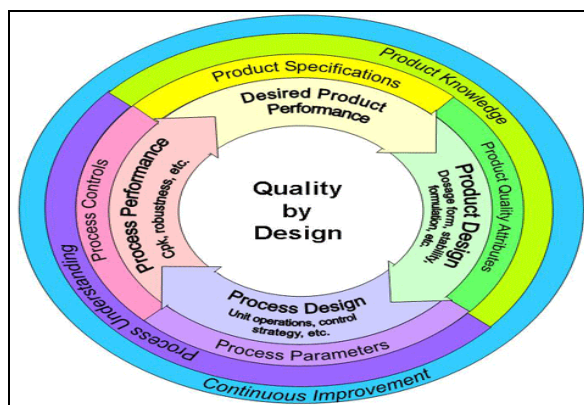 Product Knowledge
Product Specifications
Desired Product
Performance
Product Quality Attributes
Product Design
Dosage form, stability,
formulation, etc.
Quality
by
Design
Process Performance
Cpk, robustness, etc.
Process Controls
Process Understanding
Process Design
Unit operations, control
strategy, etc.
Process Parameters
Continuous Improvement